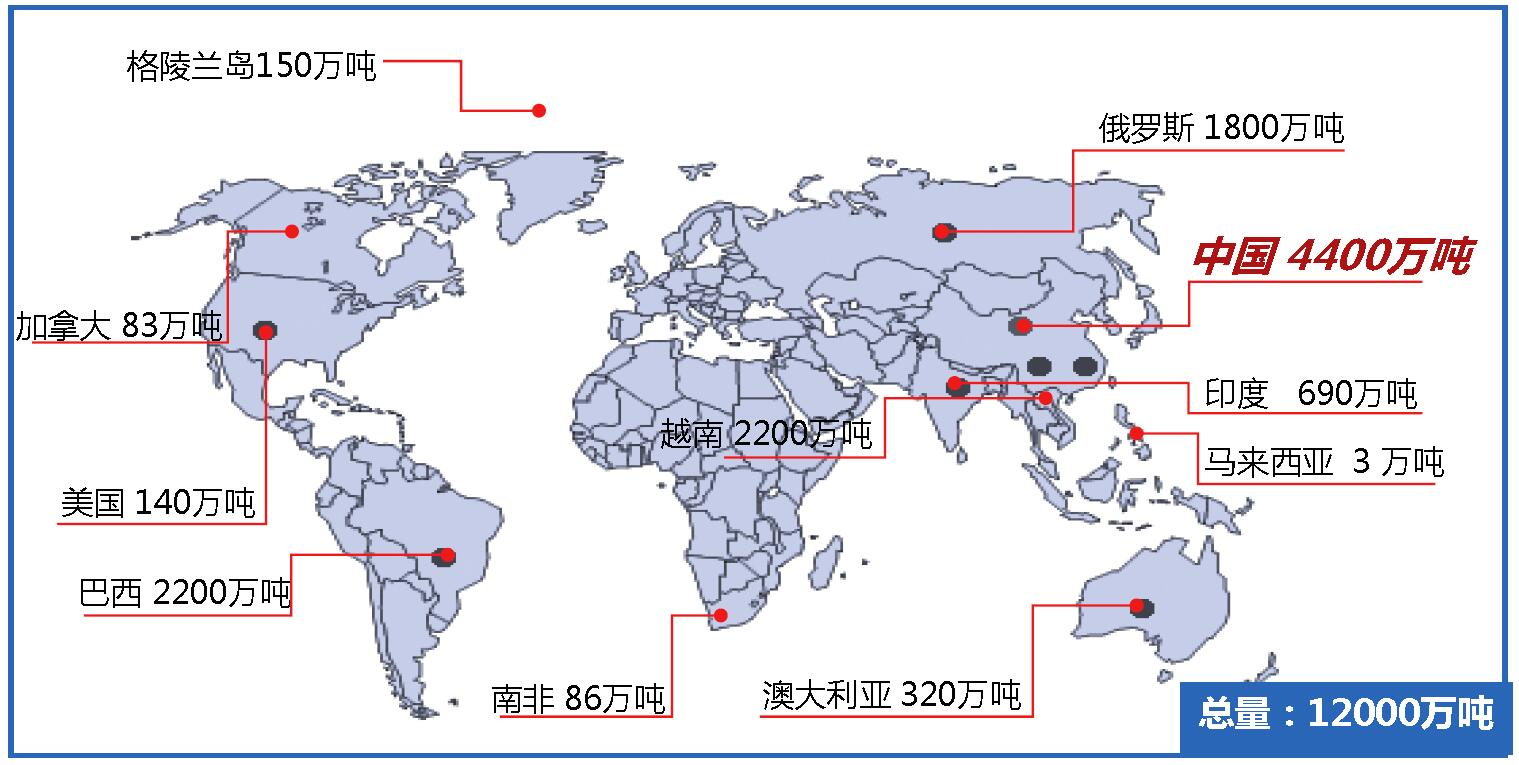 格陵兰岛150万吨
俄罗斯 1800万吨
中国 4400万吨
加拿大 83万吨
印度 690万吨
越南 2200万吨
马来西亚 3 万吨
美国 140万吨
巴西 2200万吨
南非 86万吨
澳大利亚 320万吨
总量：12000万吨